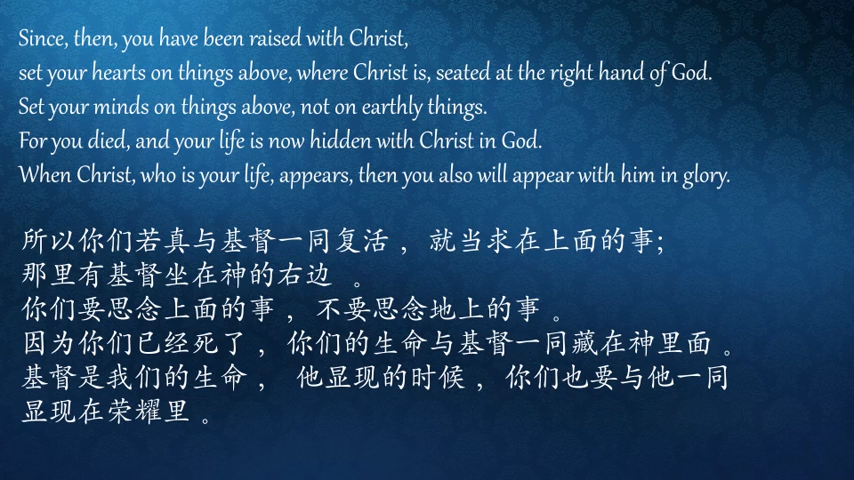 Since, then, you have been raised with Christ,
set your hearts on things above, where Christ is, seated at the right hand of God.
Set your minds on things above, not on earthly things.
For you died, and your life is now hidden with Christ in God.
When Christ, who is your life, appears, then you also will appear with him in glory.
所以你们若真与基督一同复活 ，就当求在上面的事;
那里有基督坐在神的右边 。
你们要思念上面的事 ，不要思念地上的事 。
因为你们已经死了 ，你们的生命与基督一同藏在神里面 。
基督是我们的生命 ， 他显现的时候 ，你们也要与他一同
显现在荣耀里 。